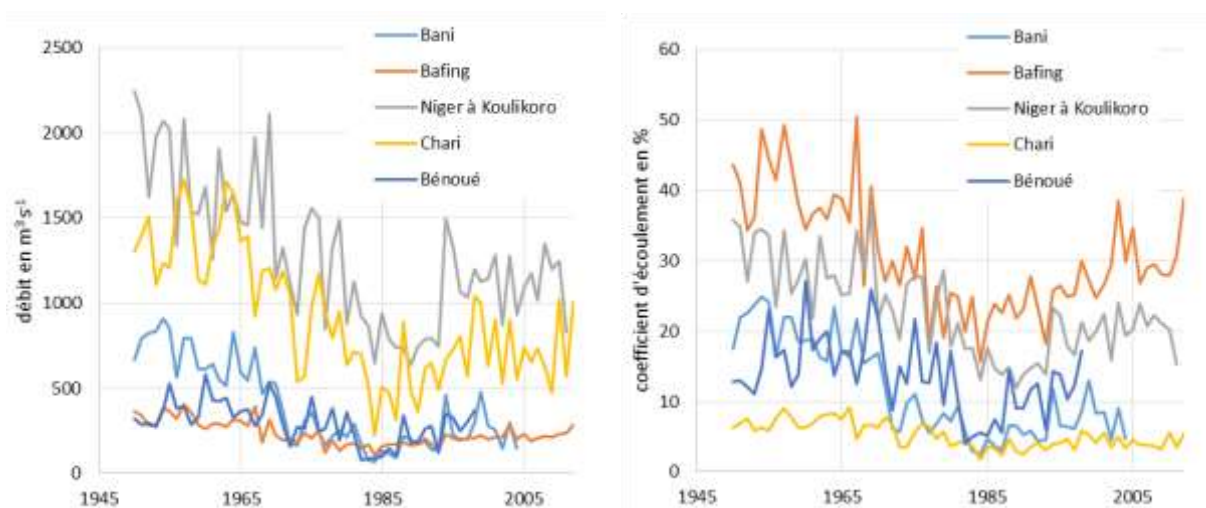 débit en m³s⁻¹
2500
2000
1500
1000
500
0
1945
1965
1985
2005
Bani
Bafing
Niger à Koulikoro
Chari
Bénoué
coefficient d'écoulement en %
60
50
40
30
20
10
0
1945
1965
1985
2005
Bani
Bafing
Niger à Koulikoro
Chari
Bénoué